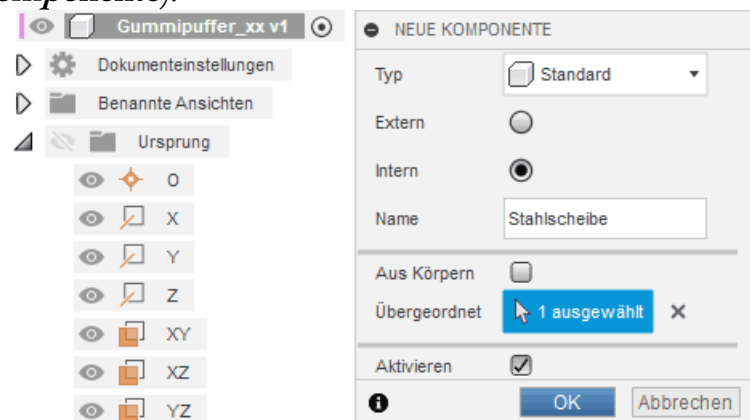 omponente).
Gummipuffer_xx v1
Dokumenteinstellungen
Benannte Ansichten
Ursprung
O
X
Y
Z
XY
XZ
YZ
NEUE KOMPONENTE
Typ Standard
Extern
Intern
Name Stahlscheibe
Aus Körpern
Übergeordnet 1 ausgewählt
Aktivieren
OK Abbrechen